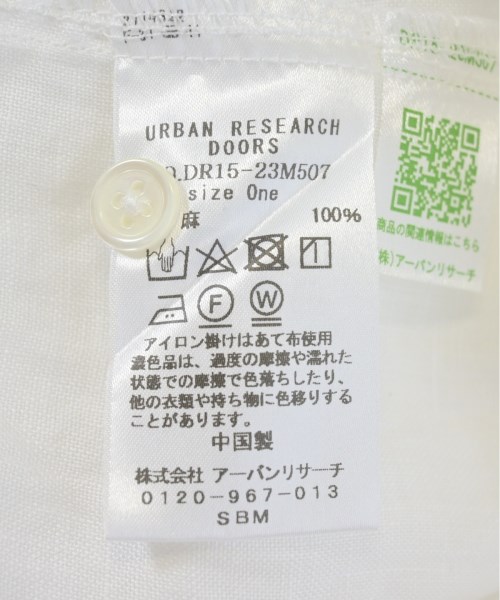 URBAN RESEARCH
DOORS
.DR15-23M507
size One
麻 100%
F W
アイロン掛けはあて布使用
濃色品は、過度の摩擦や濡れた
状態での摩擦で色落ちしたり、
他の衣類や持ち物に色移りする
ことがあります。
中国製
株式会社 アーバンリサーチ
0120-967-013
SBM
商品の関連情報はこちら
(株)アーバンリサーチ